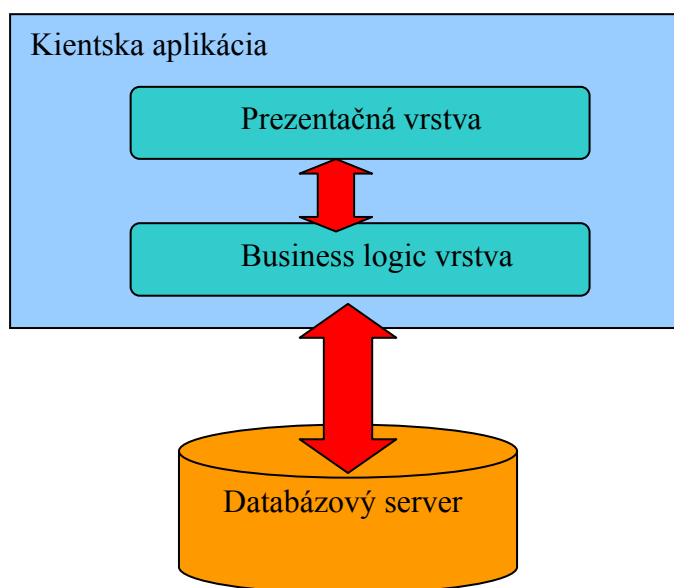 Kientska aplikácia
Prezentačná vrstva
Business logic vrstva
Databázový server